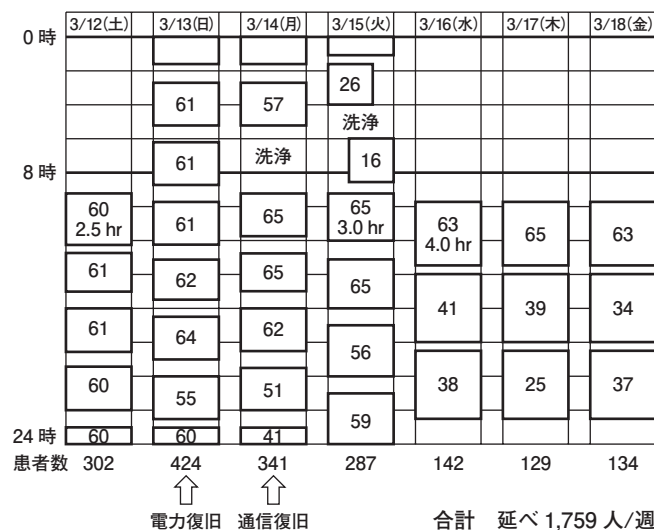 3/12(土) 3/13(日) 3/14(月) 3/15(火) 3/16(水) 3/17(木) 3/18(金)
0 時
26
61 57
洗浄
61 洗浄 16
8 時
60 61 65 65 63 65 63
2.5 hr 3.0 hr 4.0 hr
61 62 65 65 41 39 34
61 64 62 56 38 25 37
60 55 51 59
24 時 60 60 41
患者数 302 424 341 287 142 129 134
電力復旧 通信復旧 合計 延べ 1,759 人/週